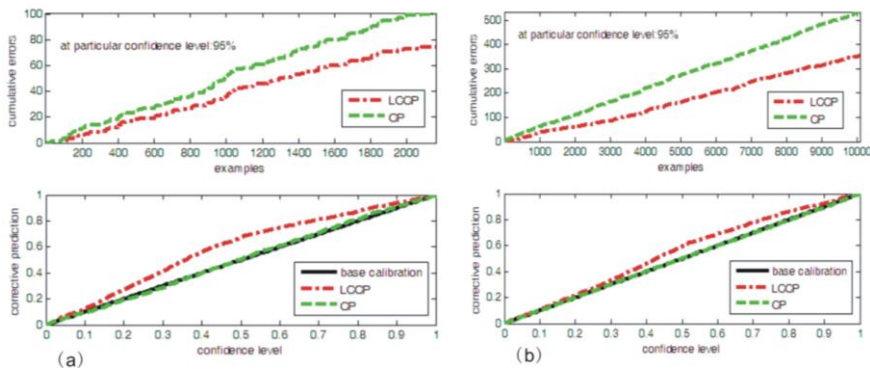 100
80
60
40
20
0
cumulative errors
at particular confidence level:95%
LCCP
CP
200 400 600 800 1000 1200 1400 1600 1800 2000
examples
1
0.8
0.6
0.4
0.2
0
corrective prediction
base calibration
LCCP
CP
0 0.1 0.2 0.3 0.4 0.5 0.6 0.7 0.8 0.9 1
confidence level
(a)
500
400
300
200
100
0
cumulative errors
at particular confidence level:95%
LCCP
CP
1000 2000 3000 4000 5000 6000 7000 8000 9000 10000
examples
1
0.8
0.6
0.4
0.2
0
corrective prediction
base calibration
LCCP
CP
0 0.1 0.2 0.3 0.4 0.5 0.6 0.7 0.8 0.9 1
confidence level
(b)